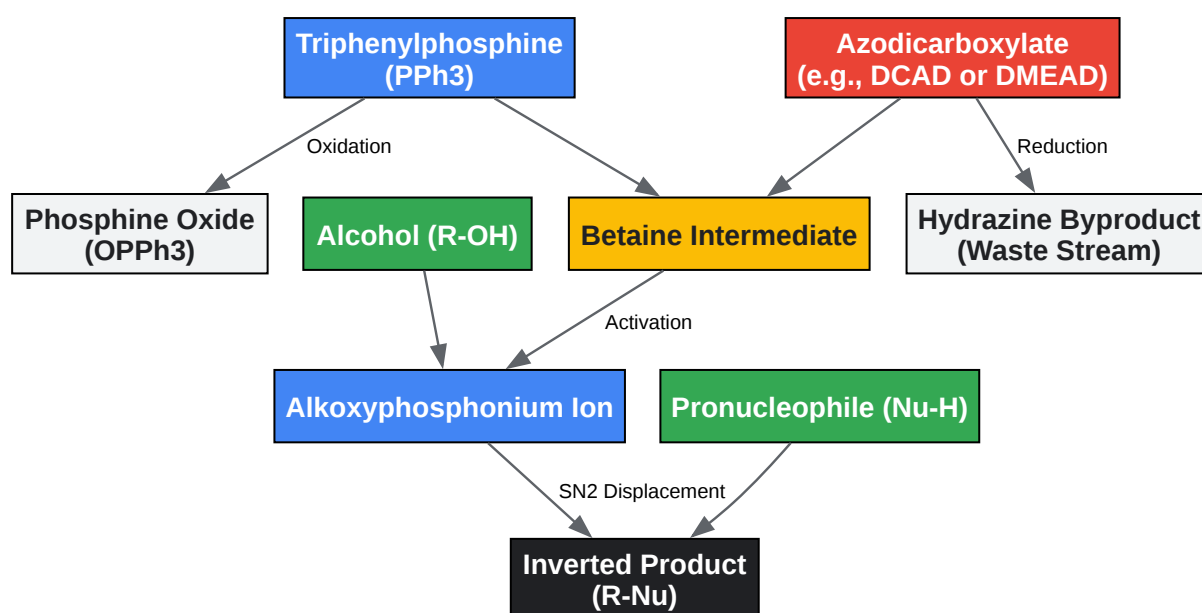 Triphenylphosphine
(PPh3)
Azodicarboxylate
(e.g., DCAD or DMEAD)
Oxidation
Reduction
Phosphine Oxide
(OPPh3)
Alcohol (R-OH)
Betaine Intermediate
Hydrazine Byproduct
(Waste Stream)
Activation
Alkoxyphosphonium Ion
Pronucleophile (Nu-H)
SN2 Displacement
Inverted Product
(R-Nu)